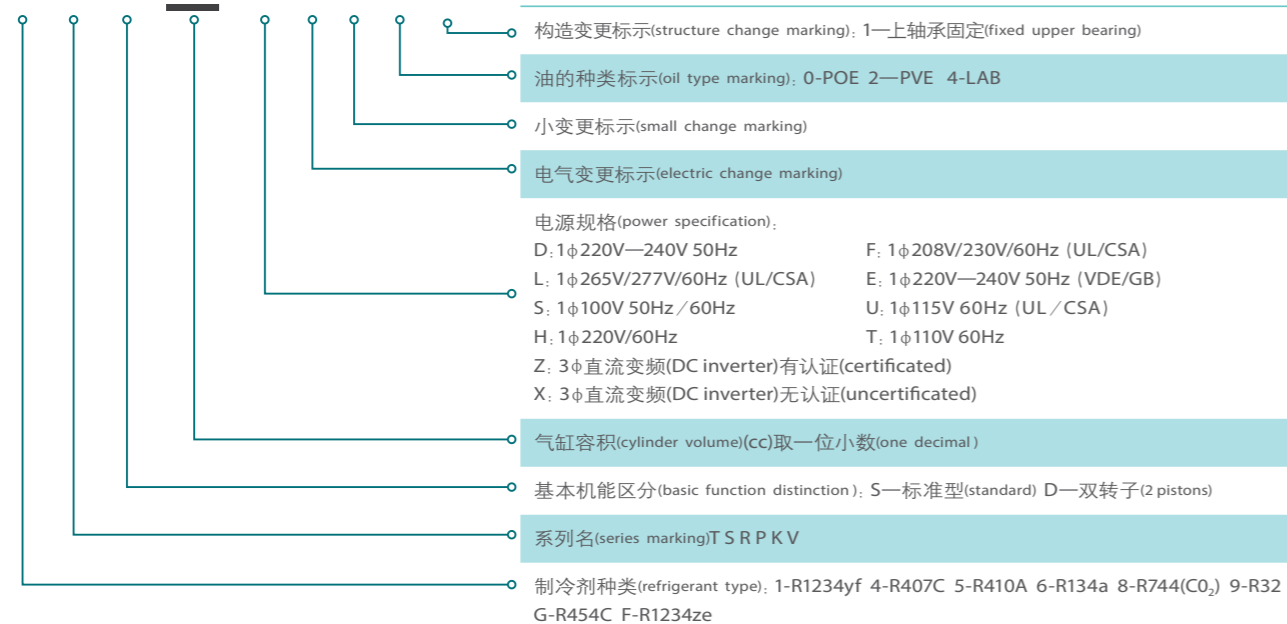 构造变更标示(structure change marking): 1—上轴承固定(fixed upper bearing)
油的种类标示(oil type marking): 0-POE 2—PVE 4-LAB
小变更标示(small change marking)
电气变更标示(electric change marking)
电源规格(power specification):
D:1ϕ220V—240V 50Hz F: 1ϕ208V/230V/60Hz (UL/CSA)
L: 1ϕ265V/277V/60Hz (UL/CSA) E: 1ϕ220V—240V 50Hz (VDE/GB)
S: 1ϕ100V 50Hz/60Hz U: 1ϕ115V 60Hz (UL/CSA)
H: 1ϕ220V/60Hz T: 1ϕ110V 60Hz
Z: 3ϕ直流变频(DC inverter)有认证(certificated)
X: 3ϕ直流变频(DC inverter)无认证(uncertificated)
气缸容积(cylinder volume)(cc)取一位小数(one decimal)
基本机能区分(basic function distinction): S—标准型(standard) D—双转子(2 pistons)
系列名(series marking)T S R P K V
制冷剂种类(refrigerant type): 1-R1234yf 4-R407C 5-R410A 6-R134a 8-R744(C0₂) 9-R32
G-R454C F-R1234ze